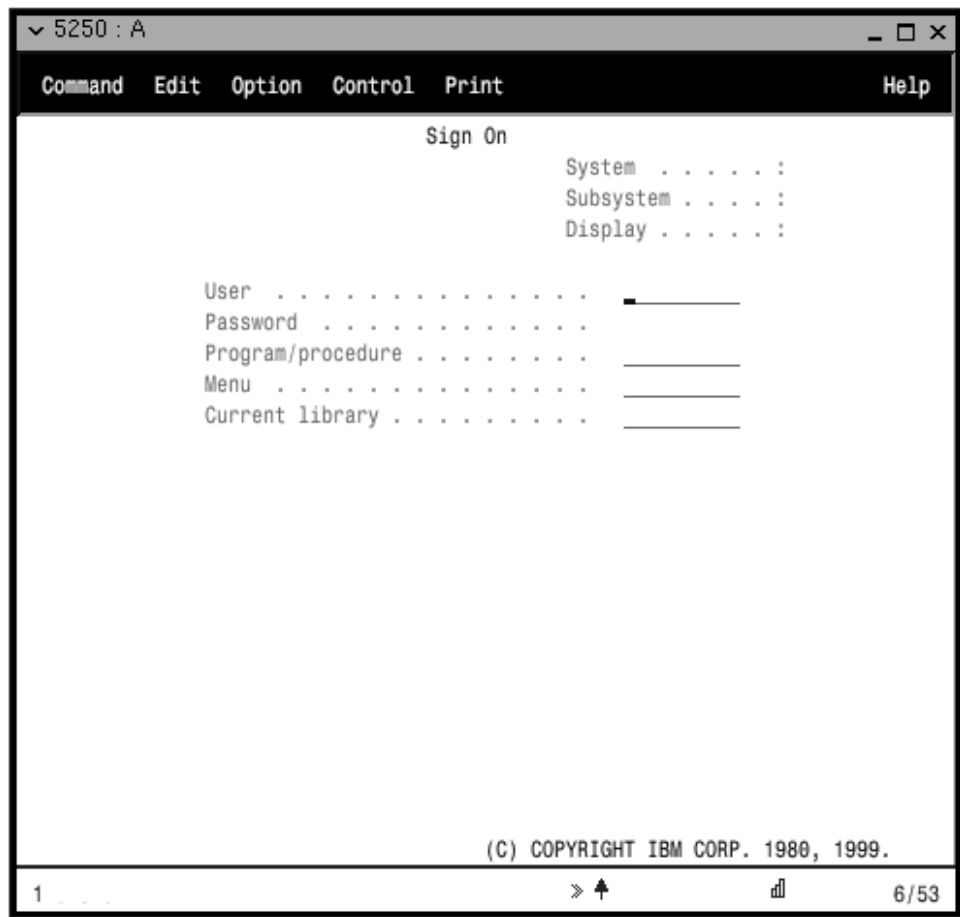 5250 : A
Command Edit Option Control Print Help
Sign On
System . . . . . :
Subsystem . . . . :
Display . . . . . :
User . . . . . . . . . . . . . .
Password . . . . . . . . . . . .
Program/procedure . . . . . . . .
Menu . . . . . . . . . . . . . .
Current library . . . . . . . . .
(C) COPYRIGHT IBM CORP. 1980, 1999.
1 . . . 6/53